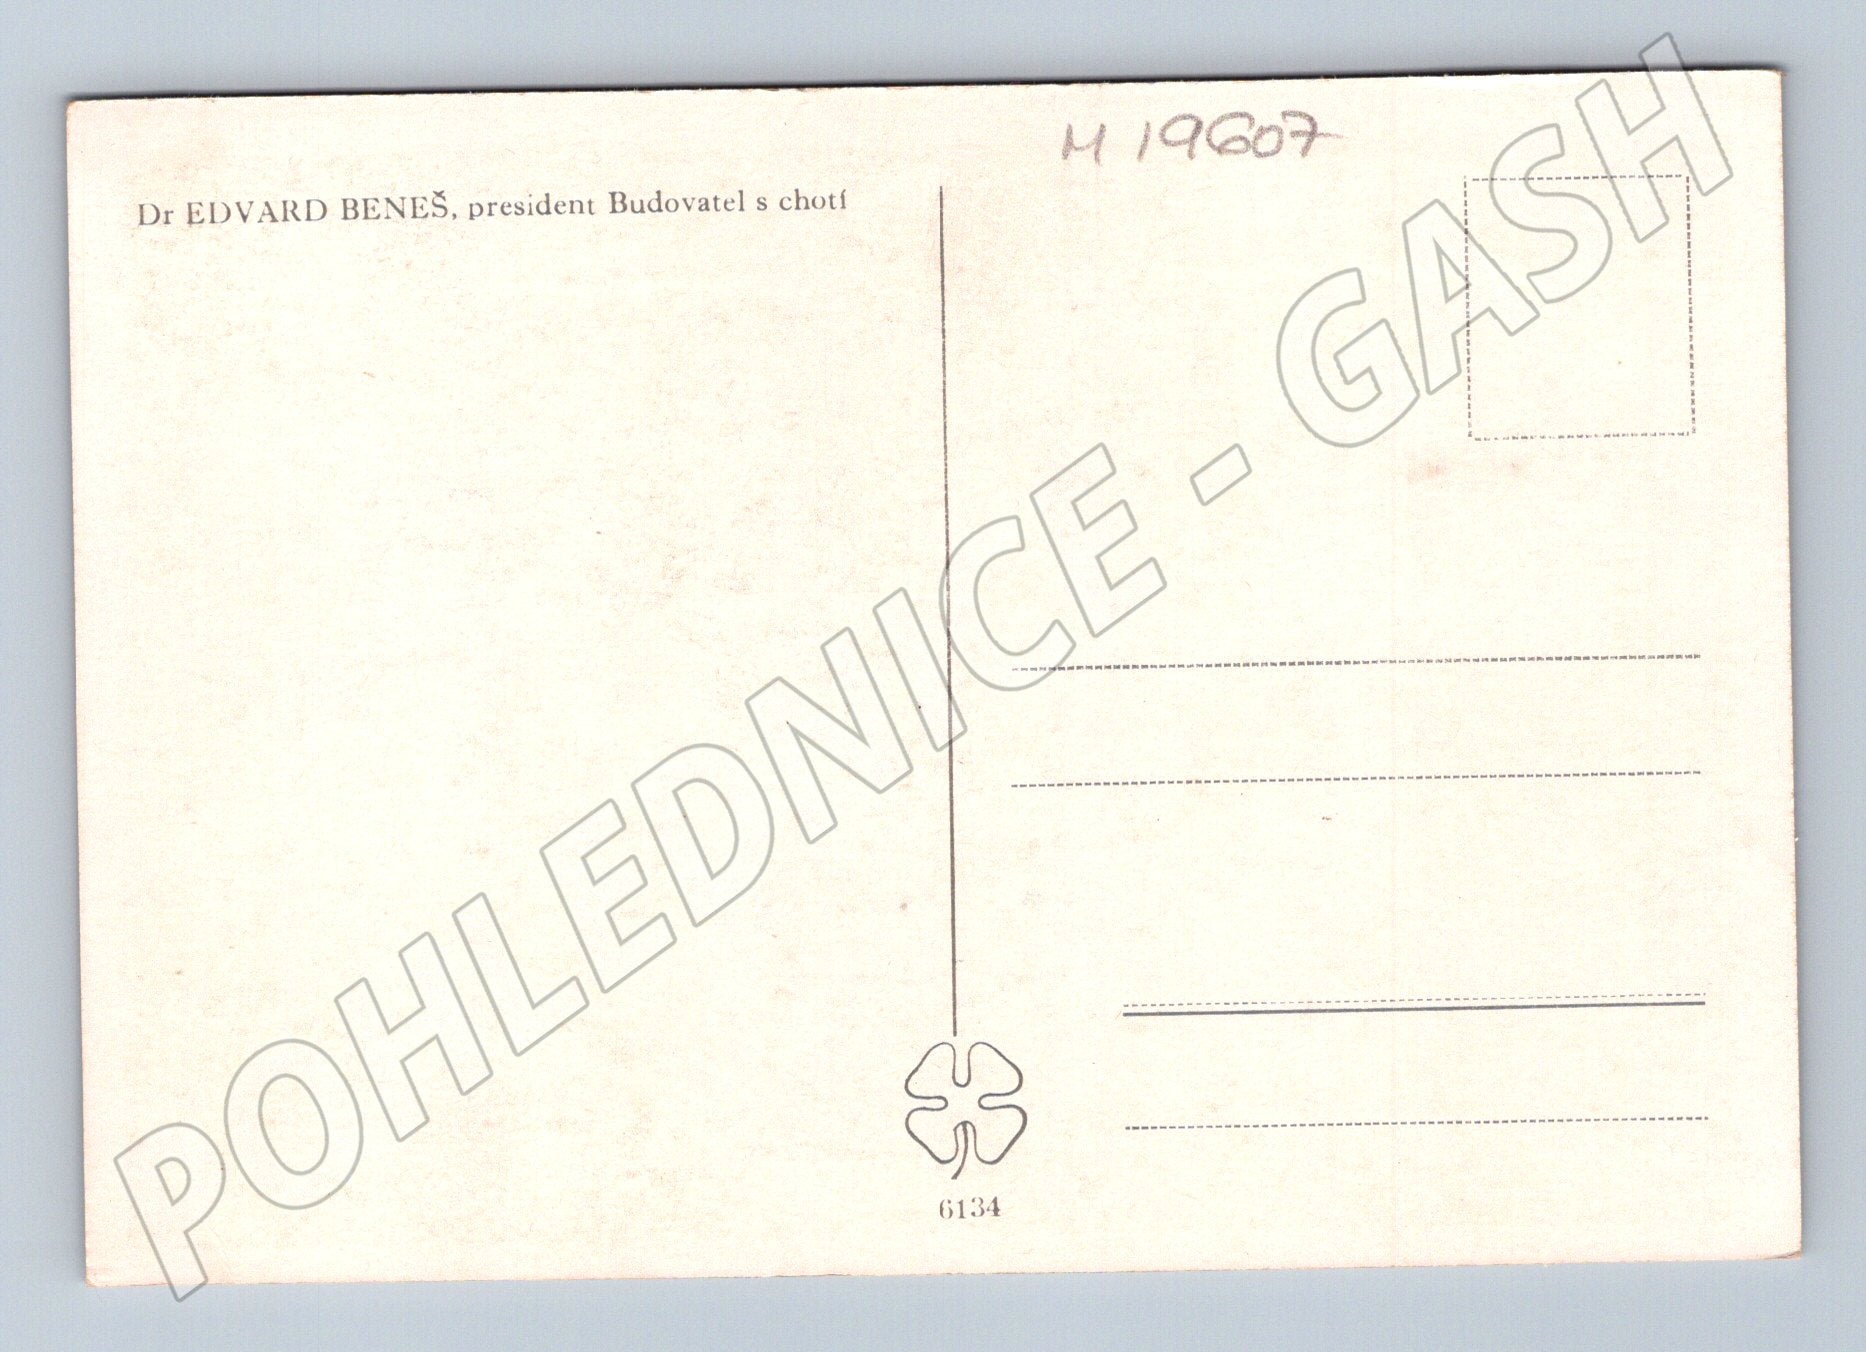 M 19607
Dr EDVARD BENEŠ, president Budovatel s chotí
POHLEDNICE - GASH
6134